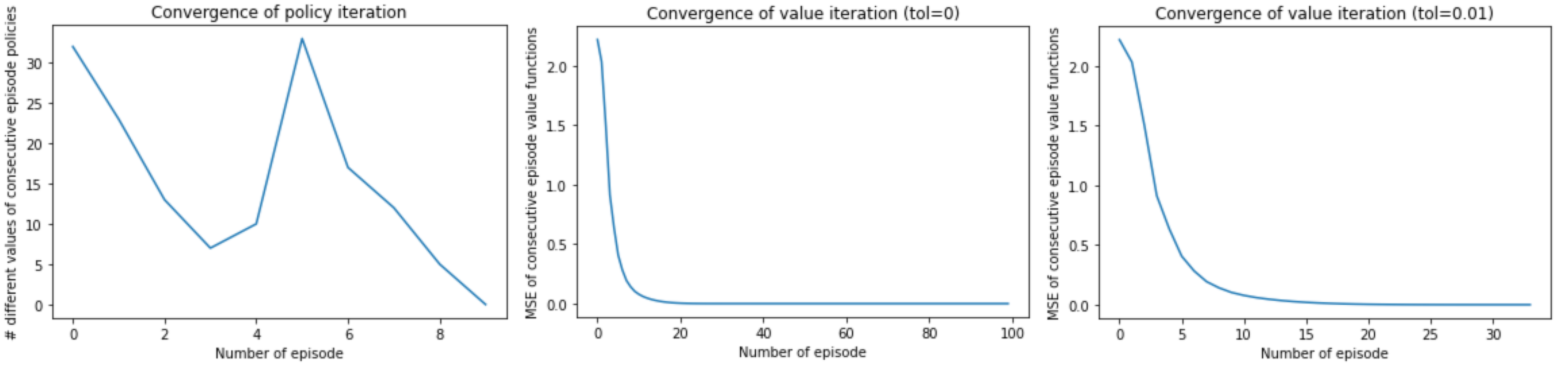 Convergence of policy iteration
# different values of consecutive episode policies
30
25
20
15
10
5
0
0 2 4 6 8
Number of episode
Convergence of value iteration (tol=0)
MSE of consecutive episode value functions
2.0
1.5
1.0
0.5
0.0
0 20 40 60 80 100
Number of episode
Convergence of value iteration (tol=0.01)
MSE of consecutive episode value functions
2.0
1.5
1.0
0.5
0.0
0 5 10 15 20 25 30
Number of episode